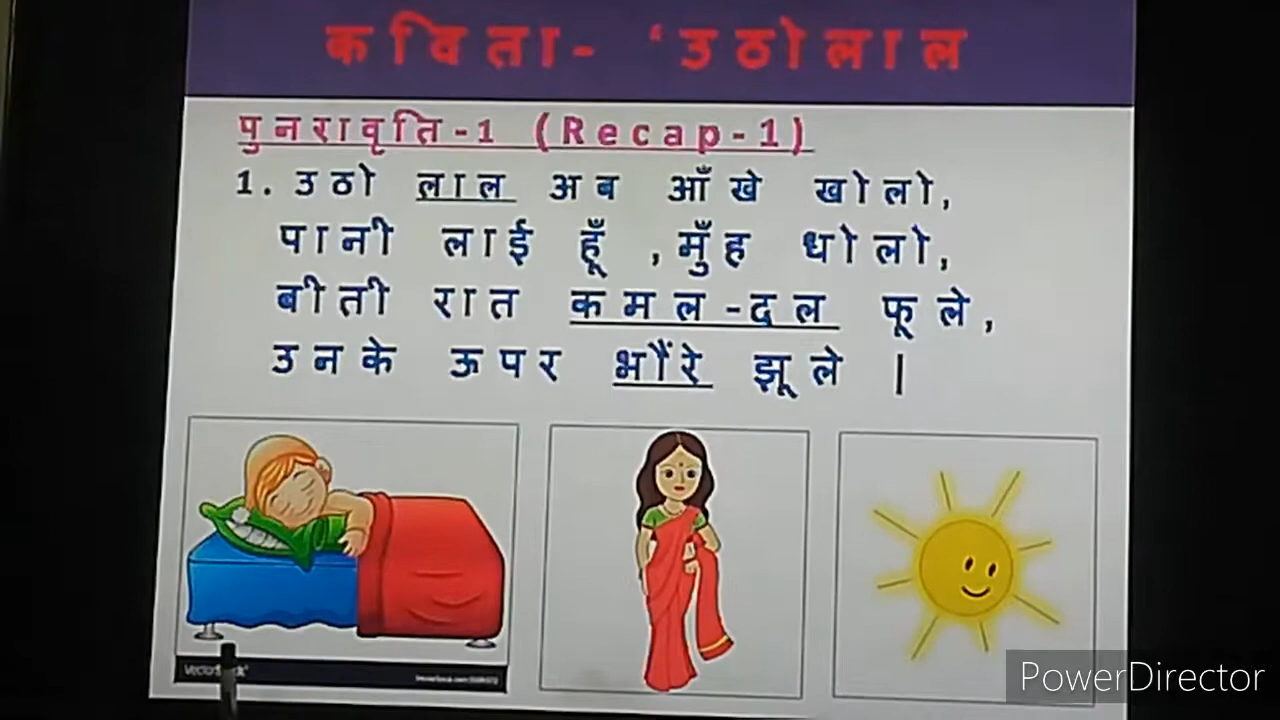 कविता- ‘उठोलाल
पुनरावृति-1 (Recap-1)
1. उठो लाल अब आँखे खोलो,
पानी लाई हूँ ,मुँह धोलो,
बीती रात कमल-दल फूले,
उनके ऊपर भौंरे झूले |
PowerDirector